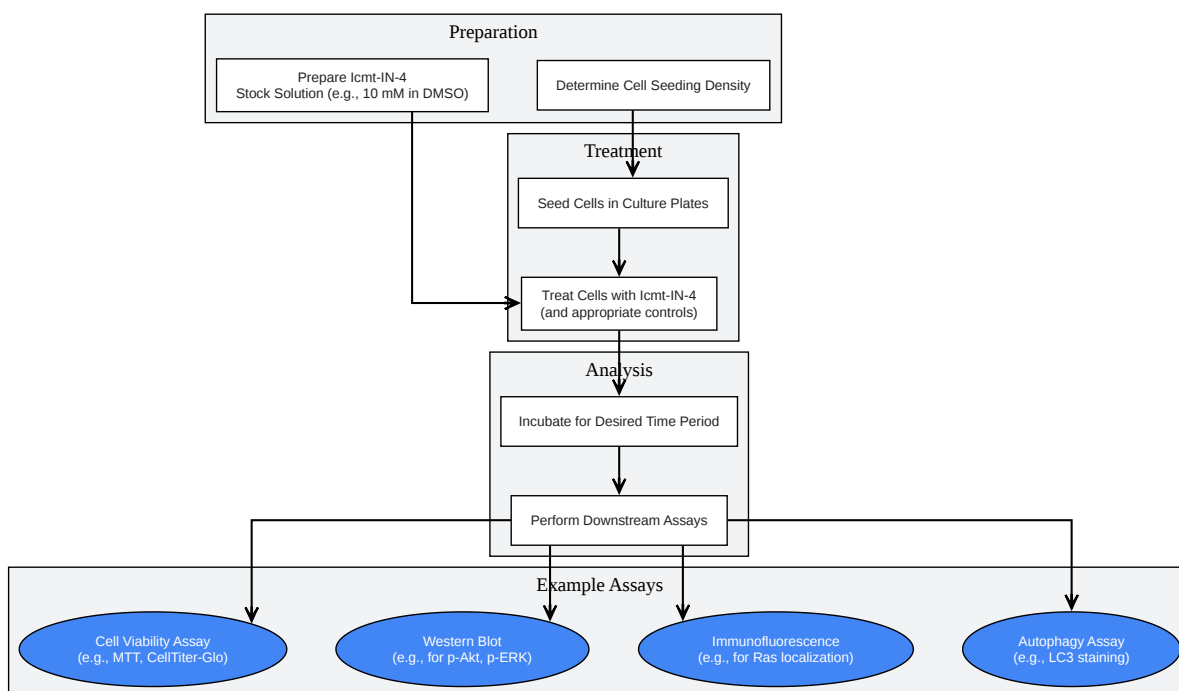 Preparation
Prepare Icmt-IN-4
Stock Solution (e.g., 10 mM in DMSO)
Determine Cell Seeding Density
Treatment
Seed Cells in Culture Plates
Treat Cells with Icmt-IN-4
(and appropriate controls)
Analysis
Incubate for Desired Time Period
Perform Downstream Assays
Example Assays
Cell Viability Assay
(e.g., MTT, CellTiter-Glo)
Western Blot
(e.g., for p-Akt, p-ERK)
Immunofluorescence
(e.g., for Ras localization)
Autophagy Assay
(e.g., LC3 staining)